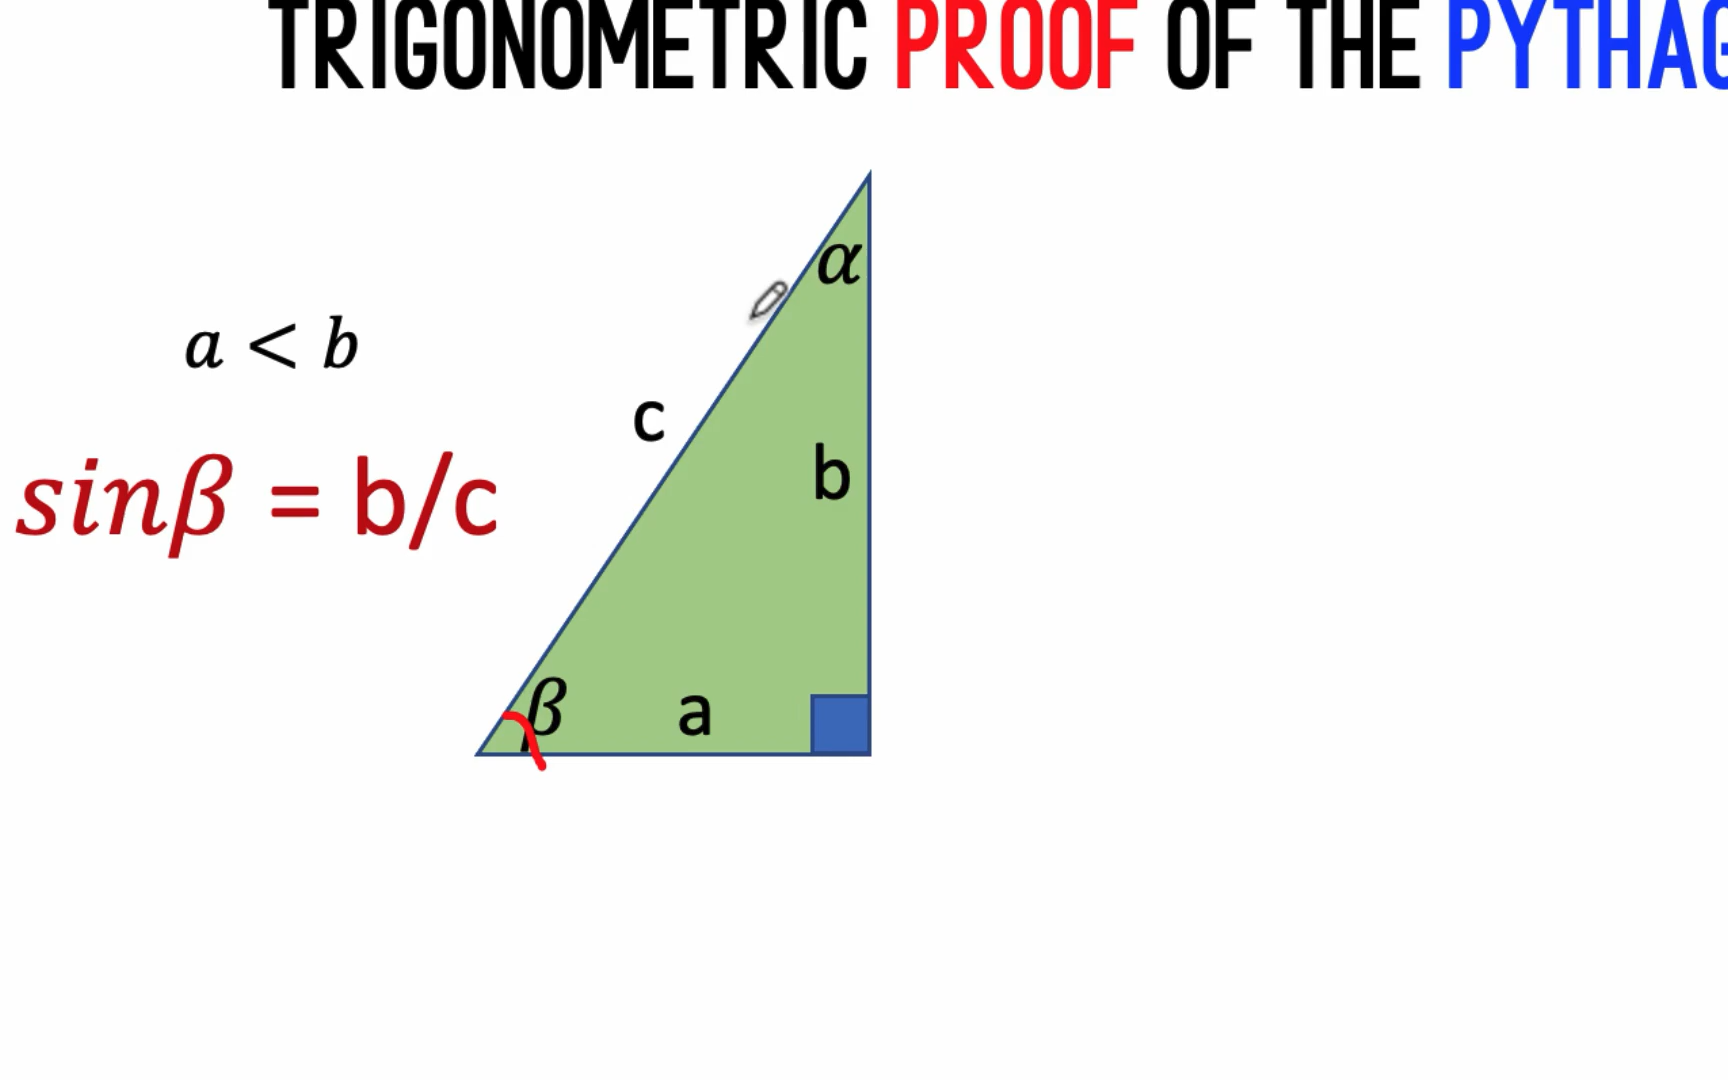 TRIGONOMETRIC PROOF OF THE PYTHAG
α
a < b
c
b
sinβ = b/c
β
a